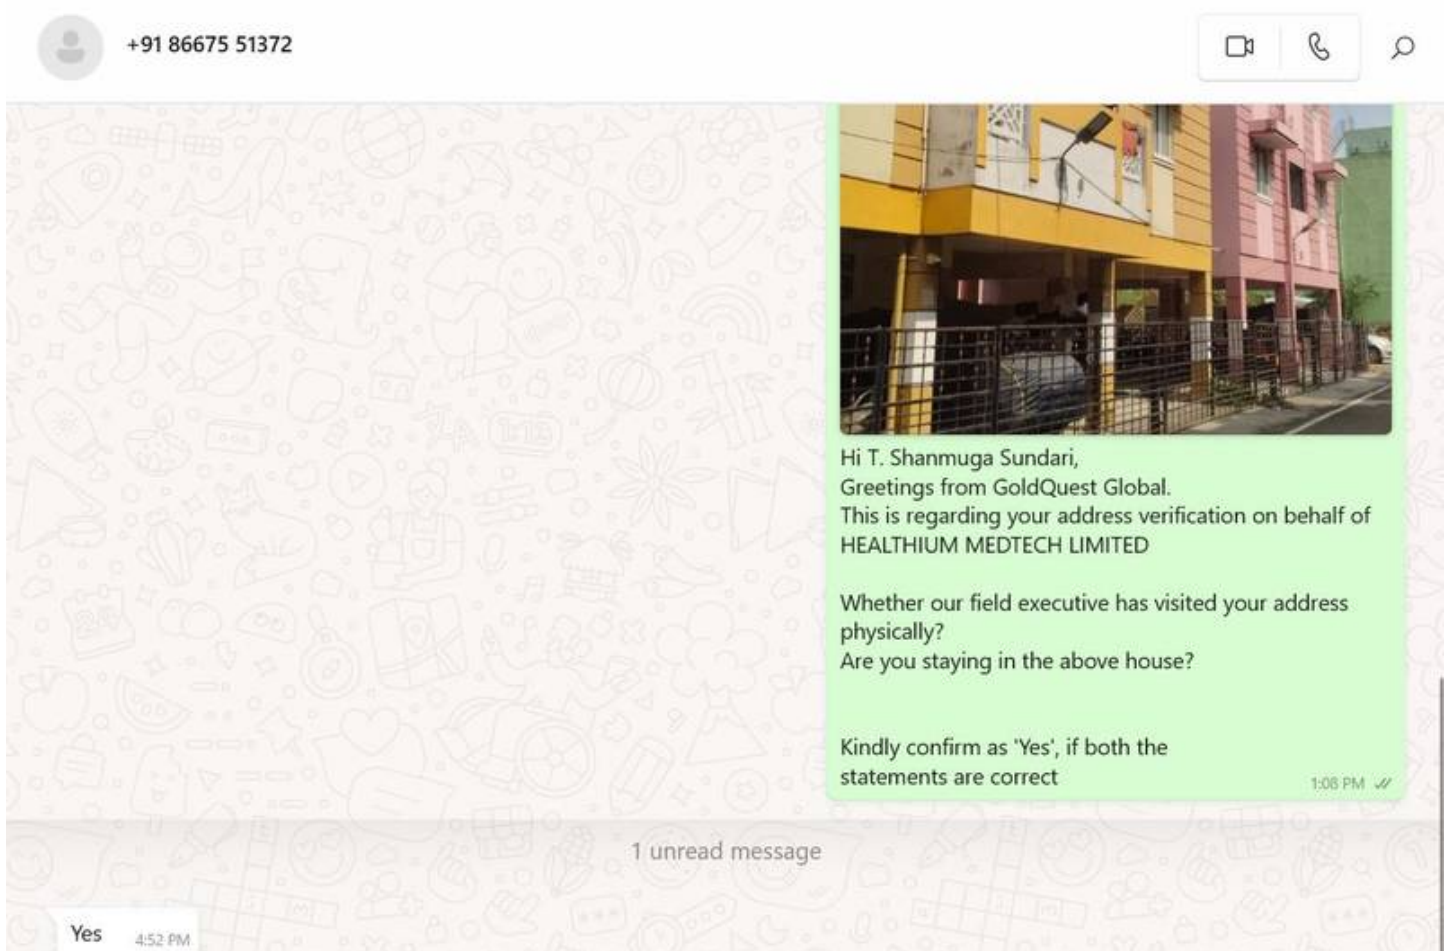 +91 86675 51372
Hi T. Shanmuga Sundari,
Greetings from GoldQuest Global.
This is regarding your address verification on behalf of
HEALTHIUM MEDTECH LIMITED
Whether our field executive has visited your address
physically?
Are you staying in the above house?
Kindly confirm as 'Yes', if both the
statements are correct
1:08 PM
1 unread message
Yes
4:52 PM